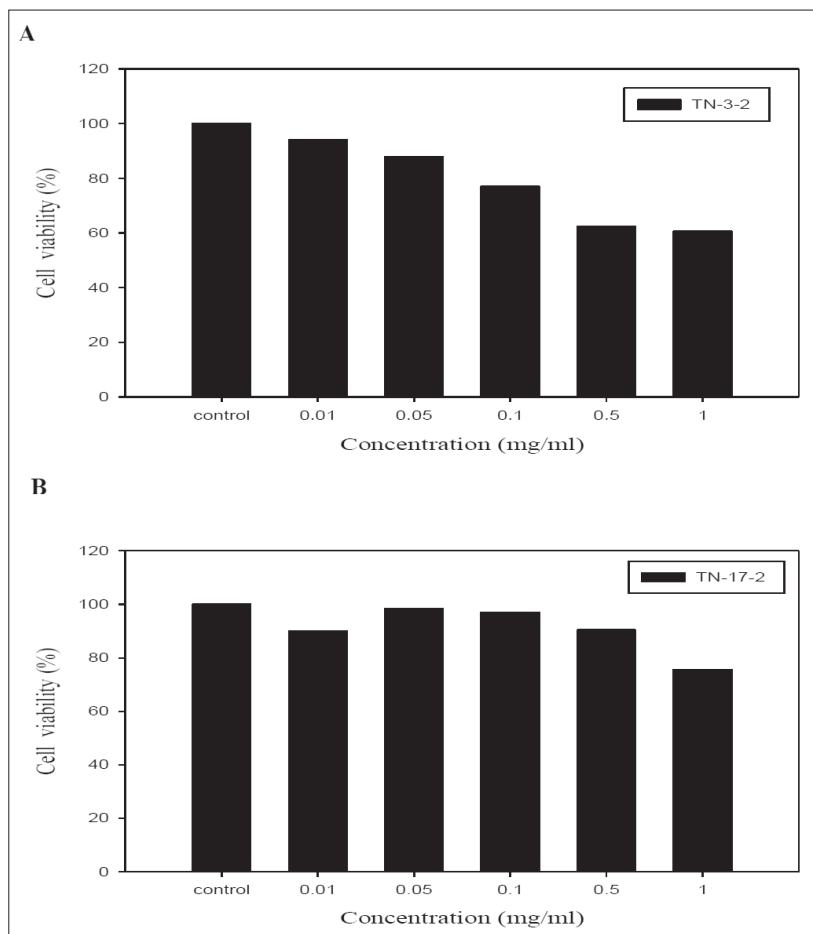 A
120
100
80
60
40
20
0
Cell viability (%)
TN-3-2
control 0.01 0.05 0.1 0.5 1
Concentration (mg/ml)
B
120
100
80
60
40
20
0
Cell viability (%)
TN-17-2
control 0.01 0.05 0.1 0.5 1
Concentration (mg/ml)